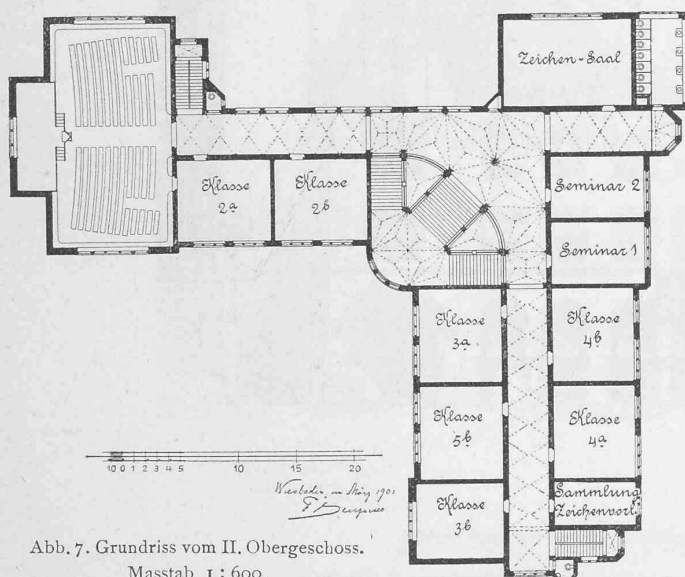 Zeichen-Saal
Klasse
2a
Klasse
2b
Seminar 2
Seminar 1
Klasse
3a
Klasse
4b
Klasse
5b
Klasse
4a
Klasse
3b
Sammlung
Zeichenvorl.
10 0 1 2 3 4 5 10 15 20
Wiesbaden, im März 1901
Abb. 7. Grundriss vom II. Obergeschoss.
Masstab 1 : 600.